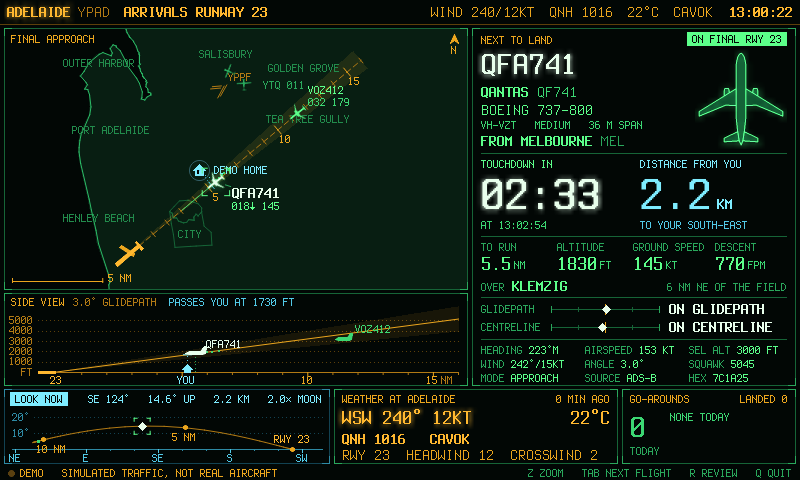 ADELAIDE YPAD ARRIVALS RUNWAY 23 WIND 240/12KT QNH 1016 22°C CAVOK 13:00:22
FINAL APPROACH
N
OUTER HARBOR
SALISBURY
YPPF
GOLDEN GROVE
15
YTQ 011
VOZ412
032 179
TEA TREE GULLY
PORT ADELAIDE
10
DEMO HOME
QFA741
5
018↓ 145
HENLEY BEACH
CITY
5 NM
SIDE VIEW 3.0° GLIDEPATH PASSES YOU AT 1730 FT
5000
4000
3000
2000
1000
FT
VOZ412
QFA741
23 YOU 10 15 NM
NEXT TO LAND
ON FINAL RWY 23
QFA741
QANTAS QF741
BOEING 737-800
VH-VZT MEDIUM 36 M SPAN
FROM MELBOURNE MEL
TOUCHDOWN IN
02:33
AT 13:02:54
DISTANCE FROM YOU
2.2 KM
TO YOUR SOUTH-EAST
TO RUN ALTITUDE GROUND SPEED DESCENT
5.5 NM 1830 FT 145 KT 770 FPM
OVER KLEMZIG 6 NM NE OF THE FIELD
GLIDEPATH ON GLIDEPATH
CENTRELINE ON CENTRELINE
HEADING 223°M AIRSPEED 153 KT SEL ALT 3000 FT
WIND 242°/15KT ANGLE 3.0° SQUAWK 5045
MODE APPROACH SOURCE ADS-B HEX 7C1A25
LOOK NOW SE 124° 14.6° UP 2.2 KM 2.0× MOON
20°
10°
10 NM
5 NM
RWY 23
NE E SE S SW
WEATHER AT ADELAIDE 0 MIN AGO
WSW 240° 12KT 22°C
QNH 1016 CAVOK
RWY 23 HEADWIND 12 CROSSWIND 2
GO-AROUNDS LANDED 0
0
NONE TODAY
TODAY
DEMO SIMULATED TRAFFIC, NOT REAL AIRCRAFT
Z ZOOM TAB NEXT FLIGHT R REVIEW Q QUIT